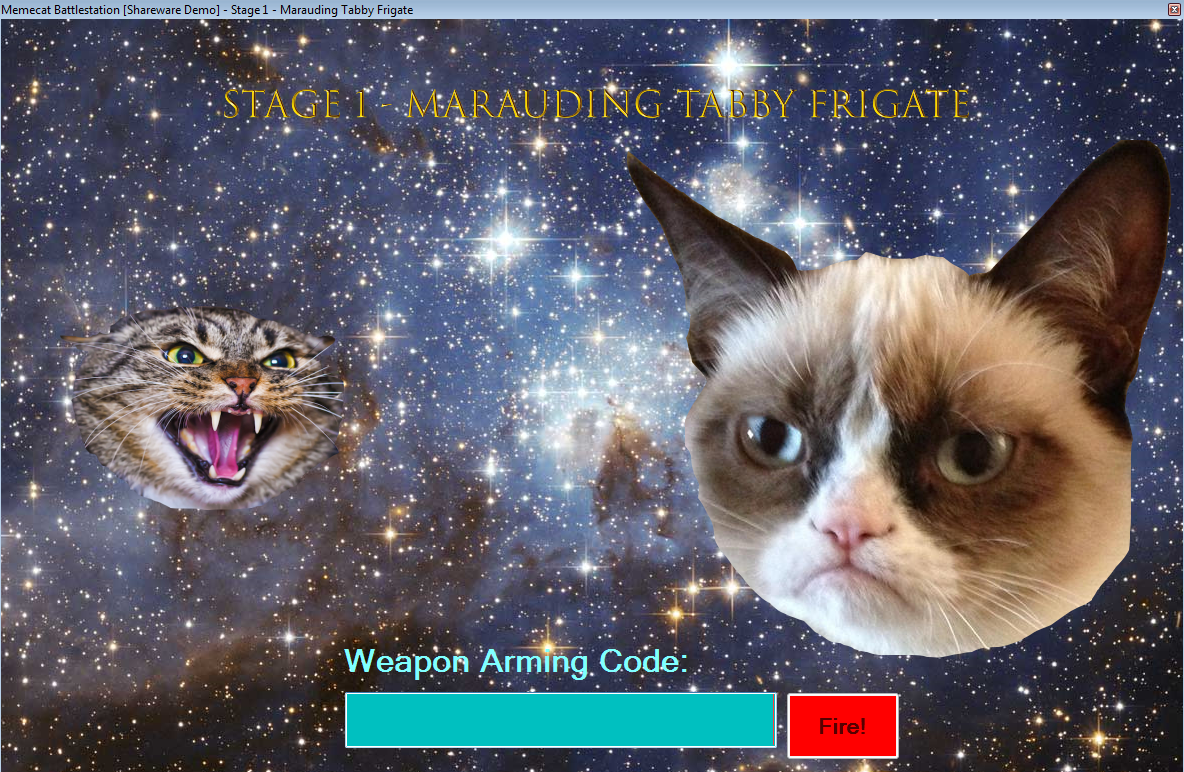 Memecat Battlestation [Shareware Demo] - Stage 1 - Marauding Tabby Frigate
STAGE 1 - MARAUDING TABBY FRIGATE
Weapon Arming Code:
Fire!